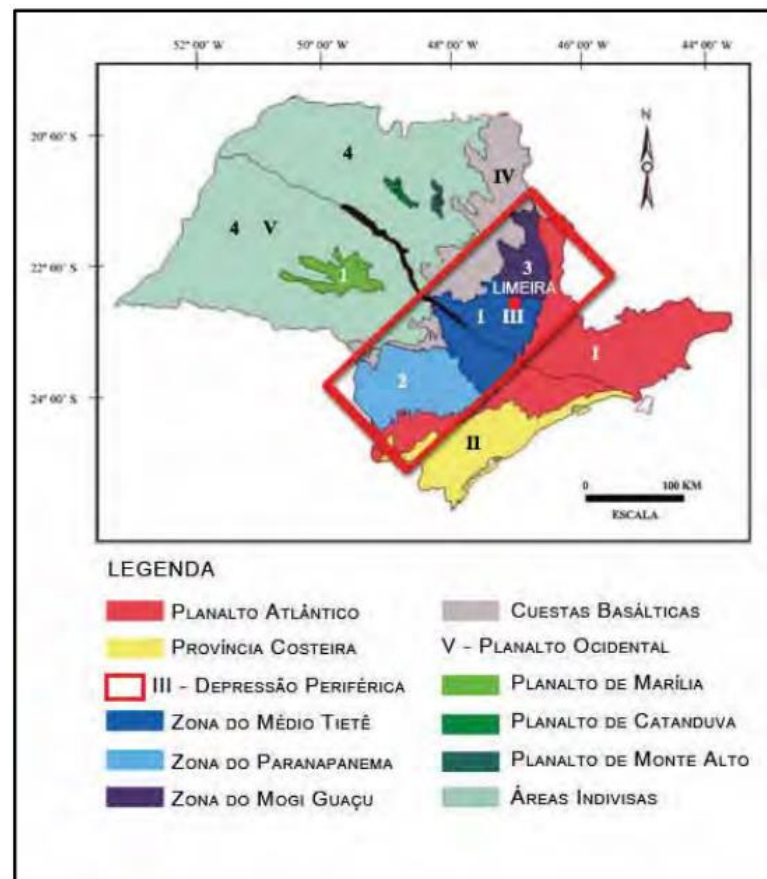 52° 00' W 50° 00' W 48° 00' W 46° 00' W 44° 00' W
N
20° 00' S
4
IV
4 V
22° 00' S
1
3
LIMEIRA
I III
I
2
24° 00' S
II
0 100 KM
ESCALA
LEGENDA
PLANALTO ATLÂNTICO
PROVÍNCIA COSTEIRA
III - DEPRESSÃO PERIFÉRICA
ZONA DO MÉDIO TIETÊ
ZONA DO PARANAPANEMA
ZONA DO MOGI GUAÇU
CUESTAS BASÁLTICAS
V - PLANALTO OCIDENTAL
PLANALTO DE MARÍLIA
PLANALTO DE CATANDUVA
PLANALTO DE MONTE ALTO
ÁREAS INDIVISAS